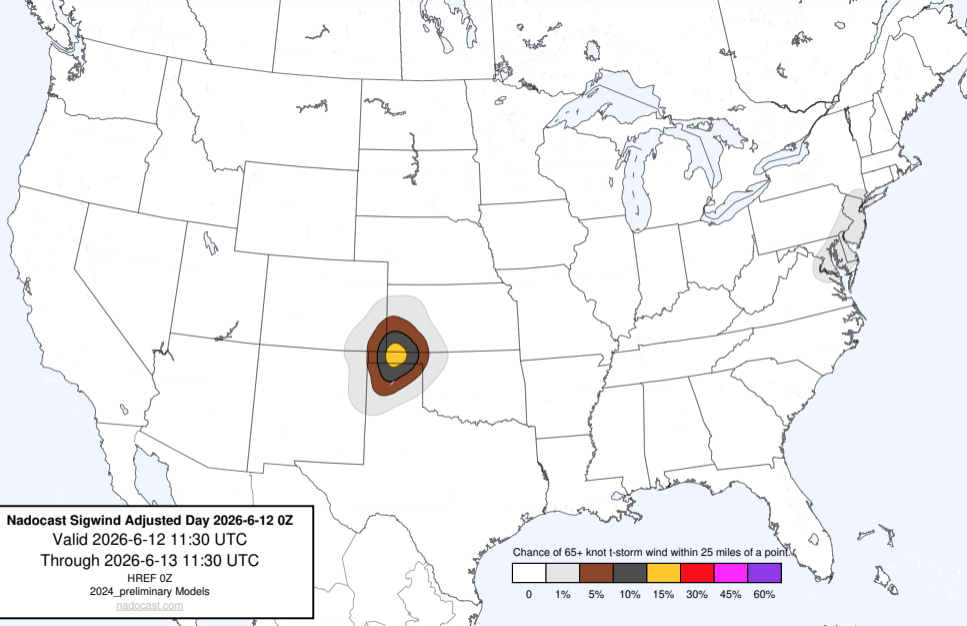 Nadocast Sigwind Adjusted Day 2026-6-12 0Z
Valid 2026-6-12 11:30 UTC
Through 2026-6-13 11:30 UTC
HREF 0Z
2024_preliminary Models
nadocast.com
Chance of 65+ knot t-storm wind within 25 miles of a point.
0 1% 5% 10% 15% 30% 45% 60%